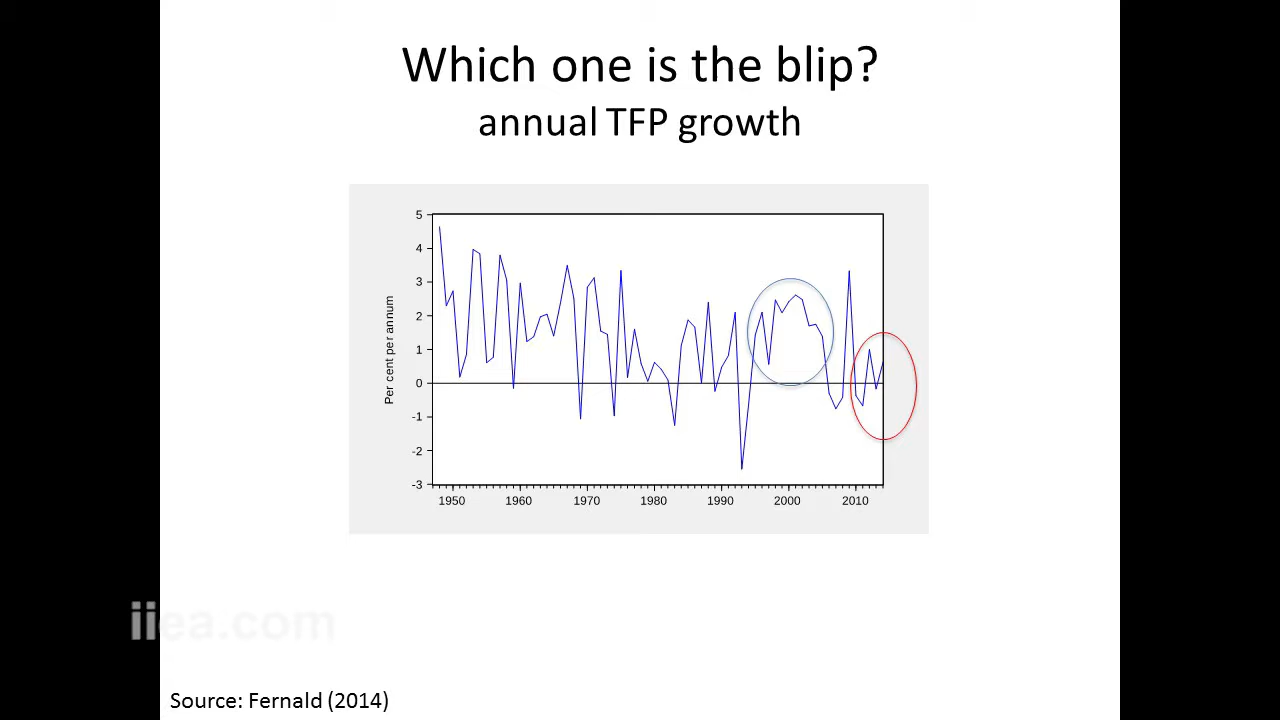 Which one is the blip?
annual TFP growth
Per cent per annum
5
4
3
2
1
0
-1
-2
-3
1950 1960 1970 1980 1990 2000 2010
iiea.com
Source: Fernald (2014)